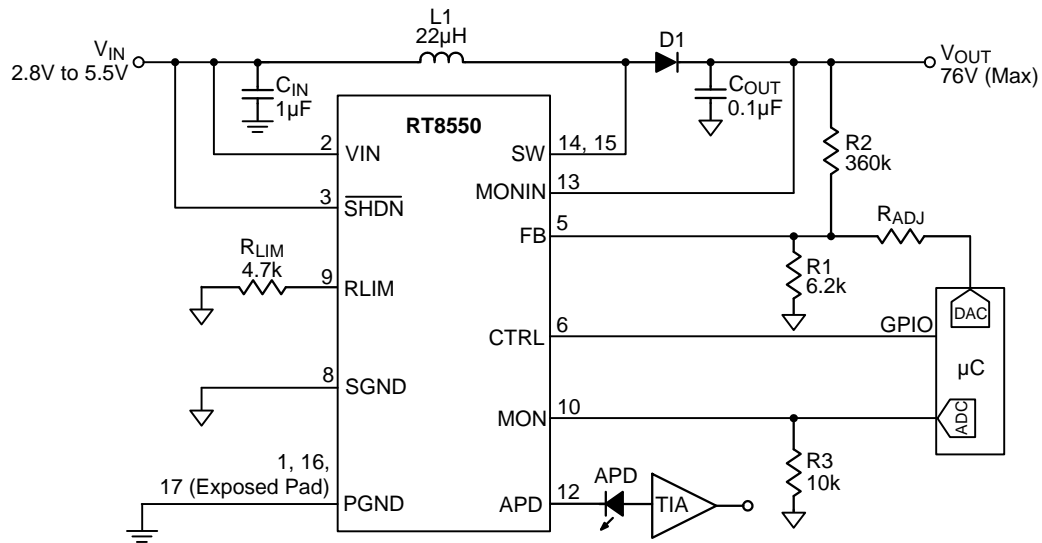 VIN
2.8V to 5.5V
L1
22µH
D1
VOUT
76V (Max)
CIN
1µF
COUT
0.1µF
RT8550
2
VIN
SW
14, 15
MONIN
13
R2
360k
3
SHDN
FB
5
RADJ
RLIM
4.7k
9
RLIM
R1
6.2k
DAC
CTRL
6
GPIO
µC
8
SGND
MON
10
ADC
R3
10k
1, 16,
17 (Exposed Pad)
PGND
APD
12
APD
TIA